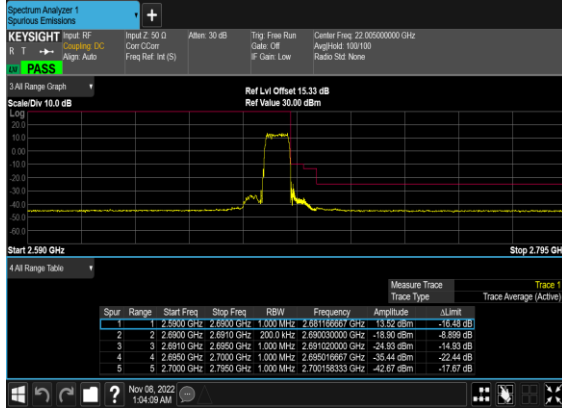 Spectrum Analyzer 1
Spurious Emissions
+
KEYSIGHT Input: RF Input Z: 50 Ω Atten: 30 dB Trig: Free Run Center Freq: 22.005000000 GHz
R T Coupling: DC Corr CCorr Gate: Off Avg|Hold: 100/100
Align: Auto Freq Ref: Int (S) IF Gain: Low Radio Std: None
PASS
3 All Range Graph
Ref Lvl Offset 15.33 dB
Scale/Div 10.0 dB Ref Value 30.00 dBm
Log
20.0
10.0
0.00
-10.0
-20.0
-30.0
-40.0
-50.0
-60.0
Start 2.590 GHz Stop 2.795 GH
4 All Range Table
Measure Trace Trace 1
Trace Type Trace Average (Active)
Spur Range Start Freq Stop Freq RBW Frequency Amplitude ΔLimit
1 1 2.5900 GHz 2.6900 GHz 1.000 MHz 2.681166667 GHz 13.52 dBm -16.48 dB
2 2 2.6900 GHz 2.6910 GHz 200.0 kHz 2.690030000 GHz -18.90 dBm -8.899 dB
3 3 2.6910 GHz 2.6950 GHz 1.000 MHz 2.691020000 GHz -24.93 dBm -14.93 dB
4 4 2.6950 GHz 2.7000 GHz 1.000 MHz 2.695016667 GHz -35.44 dBm -22.44 dB
5 5 2.7000 GHz 2.7950 GHz 1.000 MHz 2.700158333 GHz -42.67 dBm -17.67 dB
?
Nov 08, 2022
1:04:09 AM